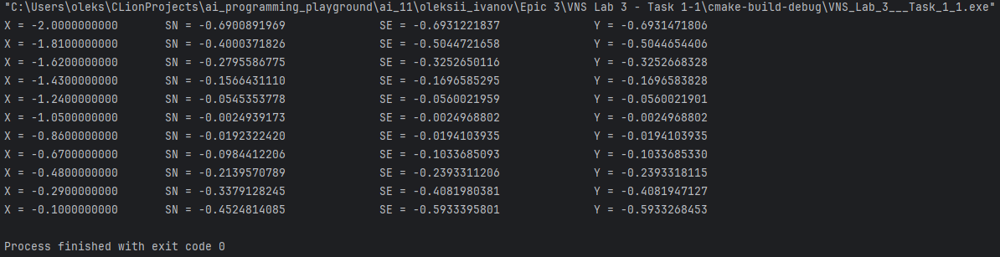 "C:\Users\oleks\CLionProjects\ai_programming_playground\ai_11\oleksii_ivanov\Epic 3\VNS Lab 3 - Task 1-1\cmake-build-debug\VNS_Lab_3___Task_1_1.exe"
X = -2.0000000000 SN = -0.6900891969 SE = -0.6931221837 Y = -0.6931471806
X = -1.8100000000 SN = -0.4000371826 SE = -0.5044721658 Y = -0.5044654406
X = -1.6200000000 SN = -0.2795586775 SE = -0.3252650116 Y = -0.3252668328
X = -1.4300000000 SN = -0.1566431110 SE = -0.1696585295 Y = -0.1696583828
X = -1.2400000000 SN = -0.0545353778 SE = -0.0560021959 Y = -0.0560021901
X = -1.0500000000 SN = -0.0024939173 SE = -0.0024968802 Y = -0.0024968802
X = -0.8600000000 SN = -0.0192322420 SE = -0.0194103935 Y = -0.0194103935
X = -0.6700000000 SN = -0.0984412206 SE = -0.1033685093 Y = -0.1033685330
X = -0.4800000000 SN = -0.2139570789 SE = -0.2393311206 Y = -0.2393318115
X = -0.2900000000 SN = -0.3379128245 SE = -0.4081980381 Y = -0.4081947127
X = -0.1000000000 SN = -0.4524814085 SE = -0.5933395801 Y = -0.5933268453
Process finished with exit code 0